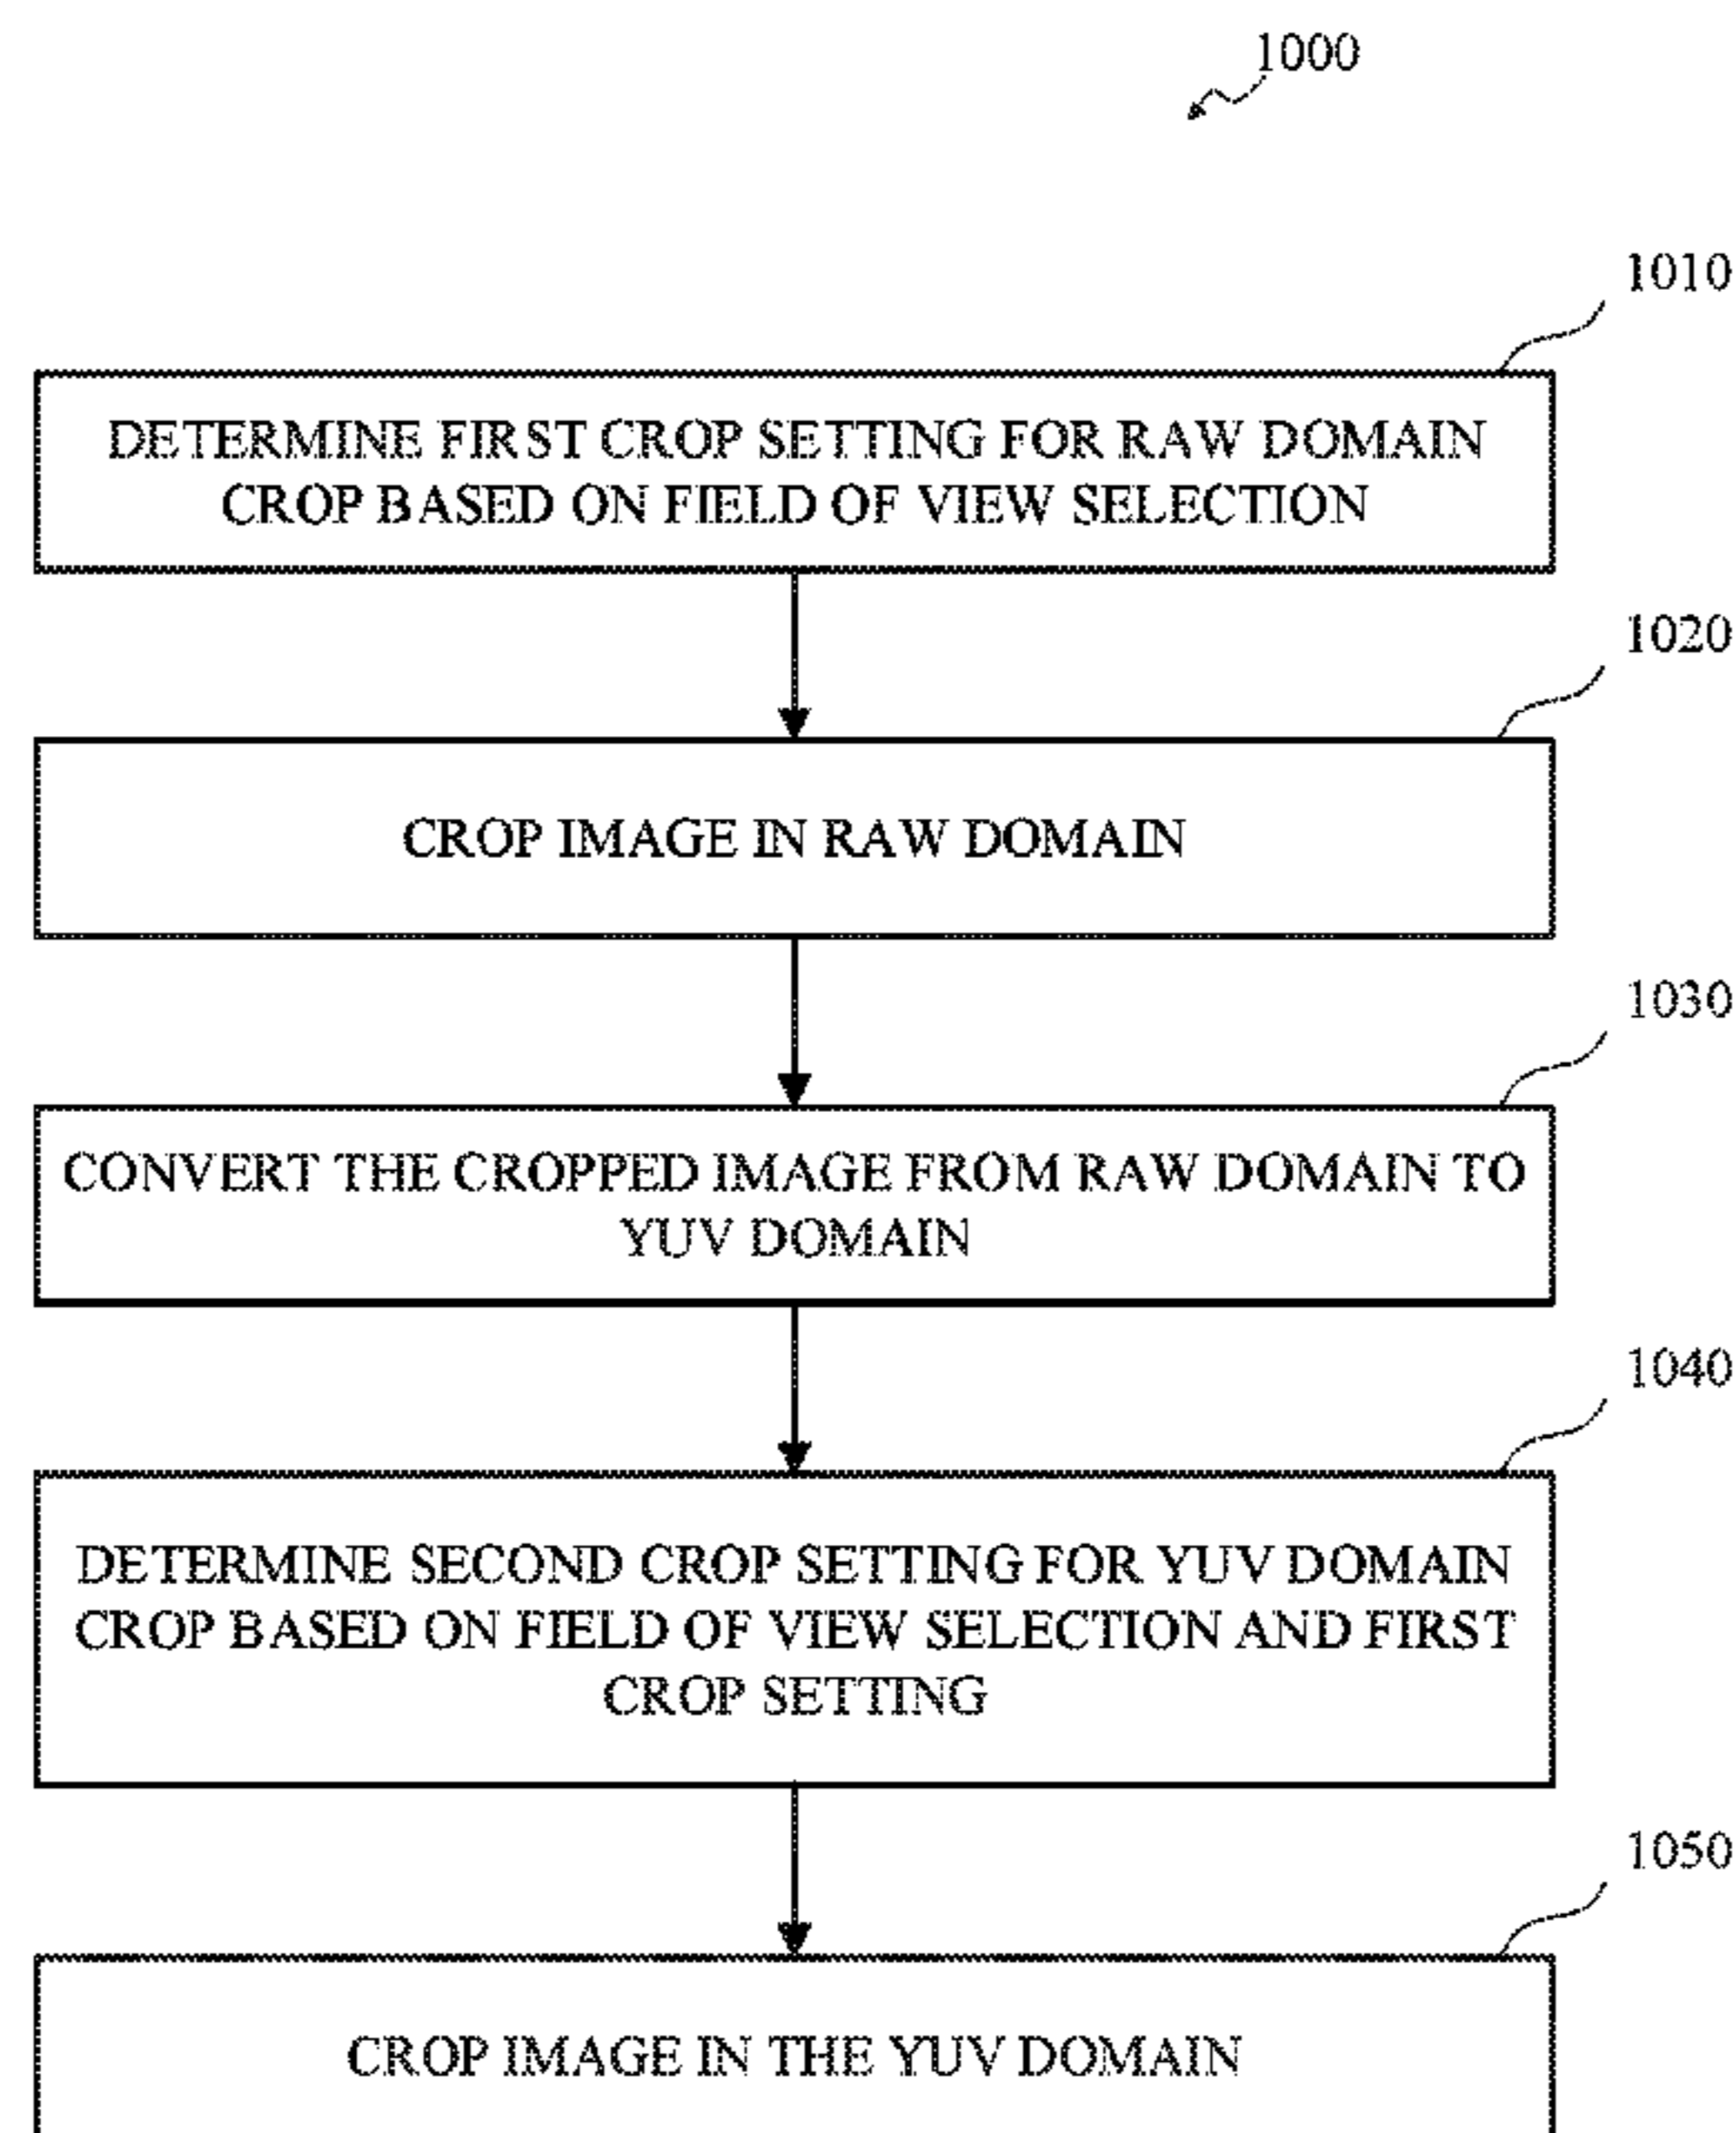 1000
1010
DETERMINE FIRST CROP SETTING FOR RAW DOMAIN
CROP BASED ON FIELD OF VIEW SELECTION
1020
CROP IMAGE IN RAW DOMAIN
1030
CONVERT THE CROPPED IMAGE FROM RAW DOMAIN TO
YUV DOMAIN
1040
DETERMINE SECOND CROP SETTING FOR YUV DOMAIN
CROP BASED ON FIELD OF VIEW SELECTION AND FIRST
CROP SETTING
1050
CROP IMAGE IN THE YUV DOMAIN